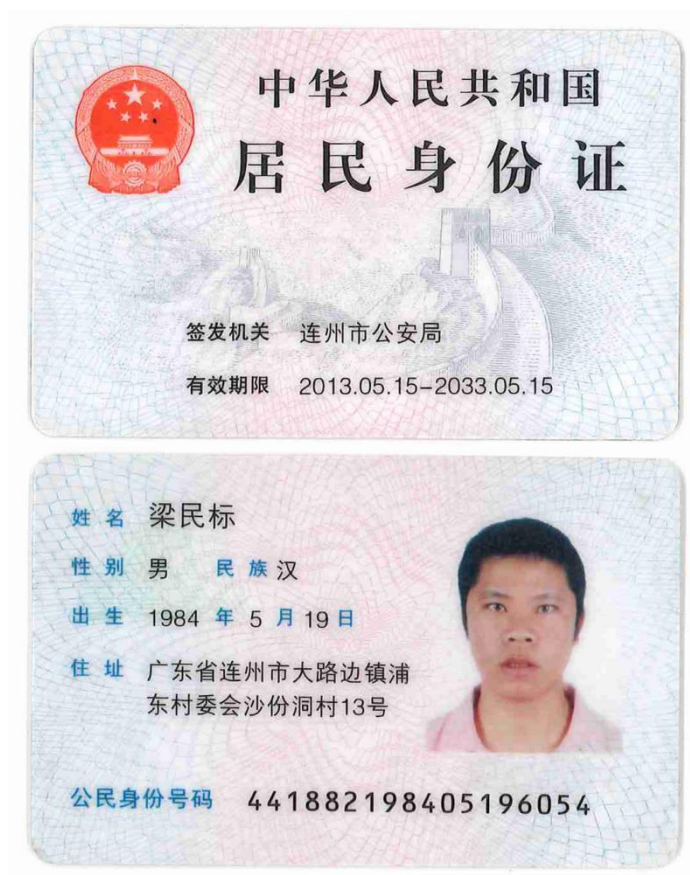 中华人民共和国
居民身份证
签发机关 连州市公安局
有效期限 2013.05.15-2033.05.15
姓名 梁民标
性别 男 民族 汉
出生 1984 年 5 月 19 日
住址 广东省连州市大路边镇浦
东村委会沙份洞村13号
公民身份号码 441882198405196054